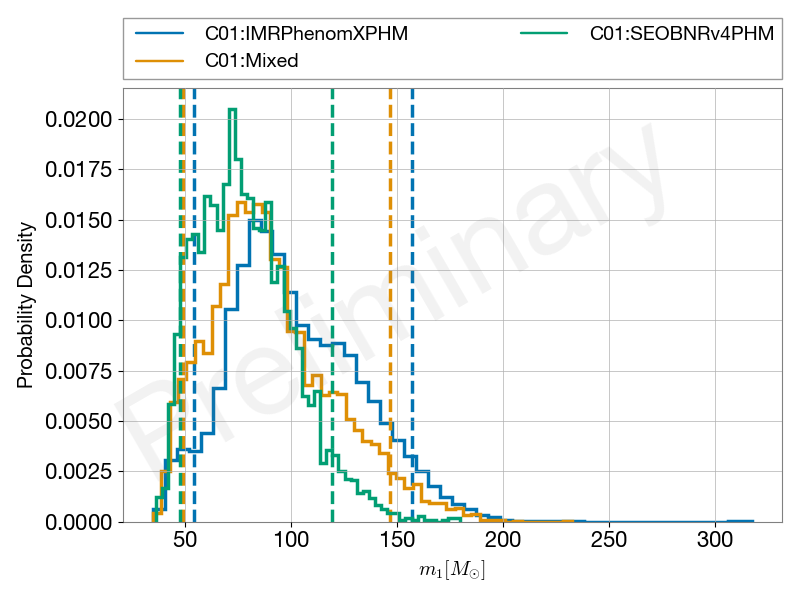 C01:IMRPhenomXPHM
C01:SEOBNRv4PHM
C01:Mixed
0.0200
0.0175
0.0150
0.0125
0.0100
0.0075
0.0050
0.0025
0.0000
Probability Density
Preliminary
50 100 150 200 250 300
m₁[M☉]